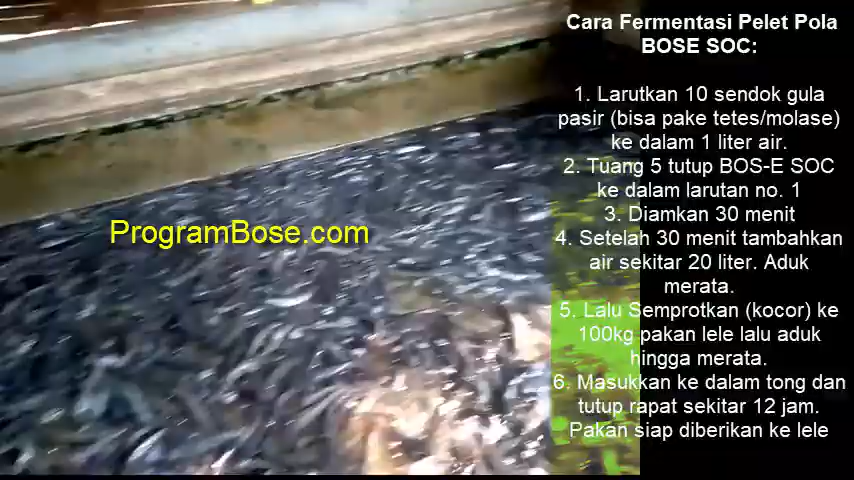 Cara Fermentasi Pelet Pola
BOSE SOC:
1. Larutkan 10 sendok gula
pasir (bisa pake tetes/molase)
ke dalam 1 liter air.
2. Tuang 5 tutup BOS-E SOC
ke dalam larutan no. 1
3. Diamkan 30 menit
4. Setelah 30 menit tambahkan
air sekitar 20 liter. Aduk
merata.
5. Lalu Semprotkan (kocor) ke
100kg pakan lele lalu aduk
hingga merata.
6. Masukkan ke dalam tong dan
tutup rapat sekitar 12 jam.
Pakan siap diberikan ke lele
ProgramBose.com